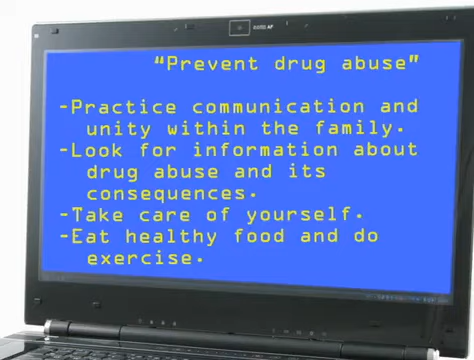 “Prevent drug abuse”
-Practice communication and
unity within the family.
-Look for information about
drug abuse and its
consequences.
-Take care of yourself.
-Eat healthy food and do
exercise.